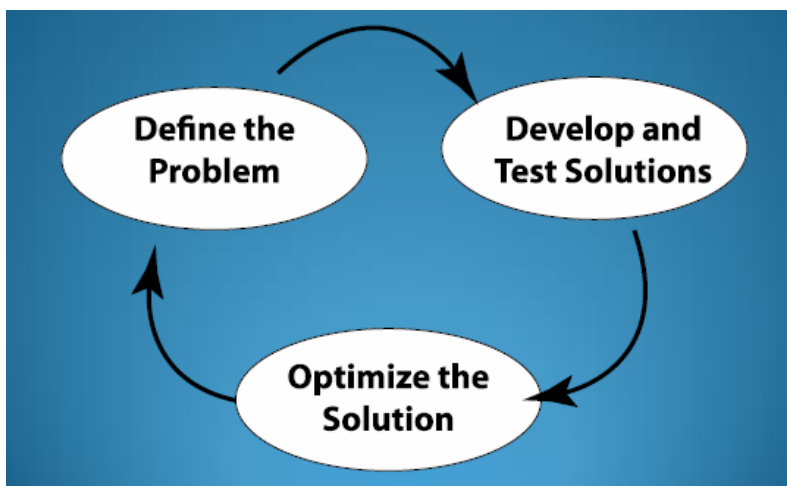 Define the
Problem
Develop and
Test Solutions
Optimize the
Solution